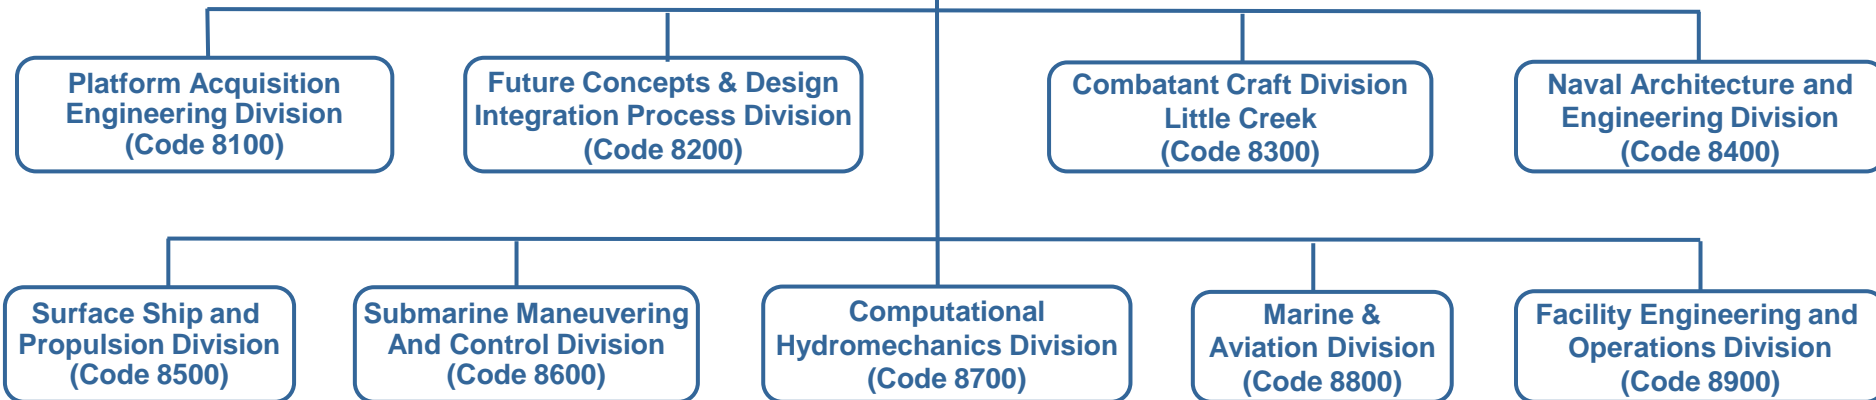 Platform Acquisition
Engineering Division
(Code 8100)
Future Concepts & Design
Integration Process Division
(Code 8200)
Combatant Craft Division
Little Creek
(Code 8300)
Naval Architecture and
Engineering Division
(Code 8400)
Surface Ship and
Propulsion Division
(Code 8500)
Submarine Maneuvering
And Control Division
(Code 8600)
Computational
Hydromechanics Division
(Code 8700)
Marine &
Aviation Division
(Code 8800)
Facility Engineering and
Operations Division
(Code 8900)